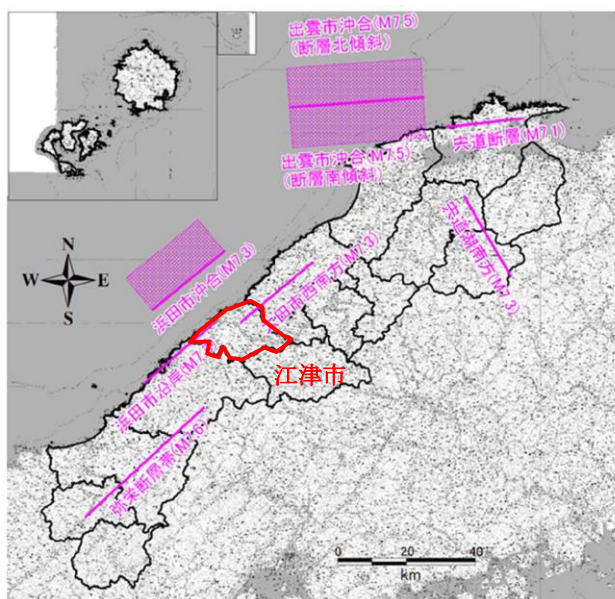 出雲市沖合(M7.5)
(断層北傾斜)
出雲市沖合(M7.5)
(断層南傾斜)
宍道断層(M7.1)
宍道湖南方(M7.3)
浜田市沖合(M7.3)
田市西南方(M7.3)
浜田市沿岸(M7.
弥栄断層帯(M7.6)
江津市
N
W
E
S
0
20
40
km